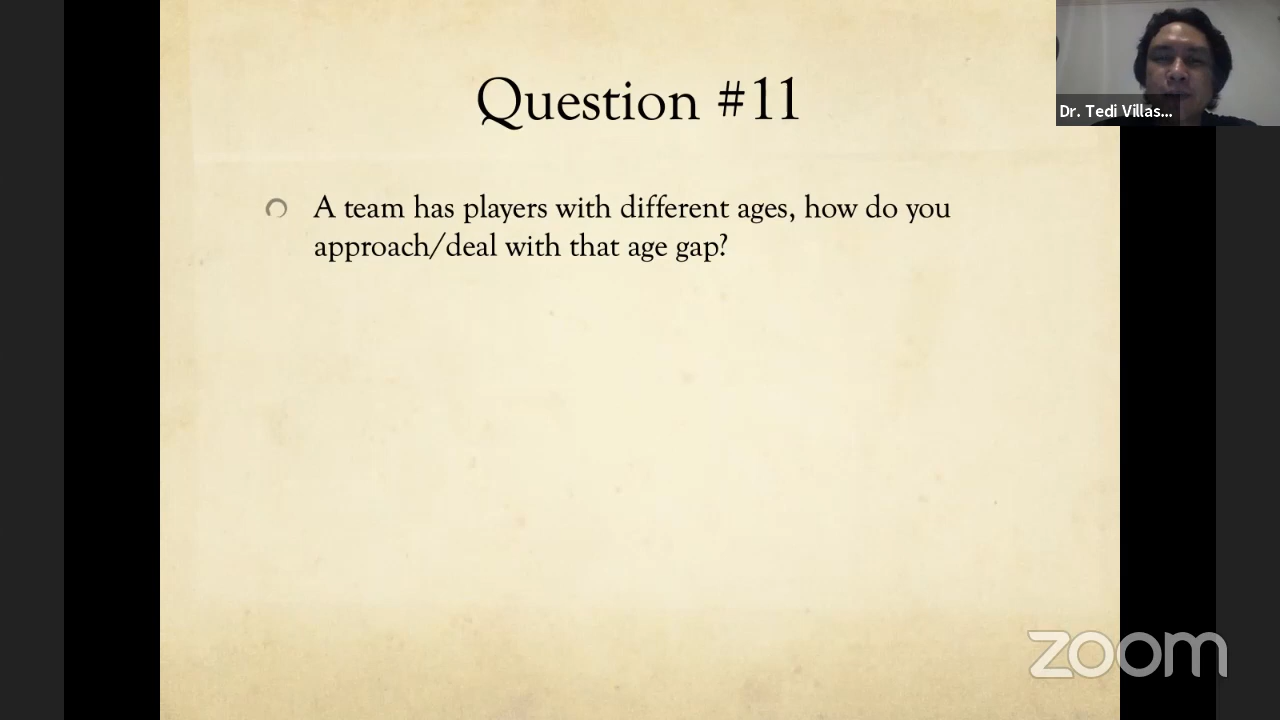 Question #11
Dr. Tedi Villas...
A team has players with different ages, how do you
approach/deal with that age gap?
zoom